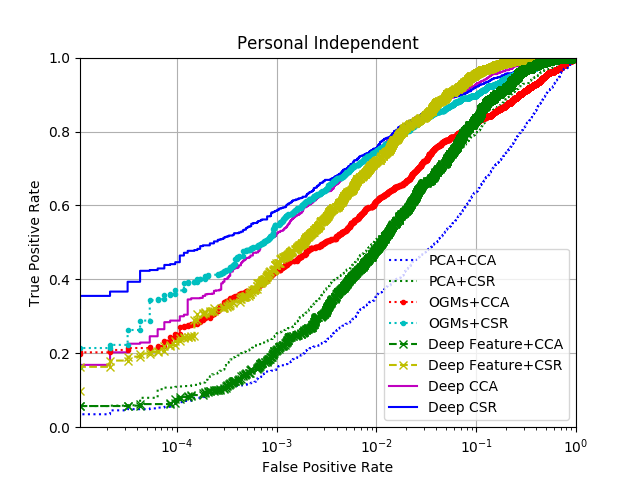 Personal Independent
1.0
0.8
0.6
0.4
0.2
0.0
True Positive Rate
PCA+CCA
PCA+CSR
OGMs+CCA
OGMs+CSR
Deep Feature+CCA
Deep Feature+CSR
Deep CCA
Deep CSR
10⁻⁴ 10⁻³ 10⁻² 10⁻¹ 10⁰
False Positive Rate